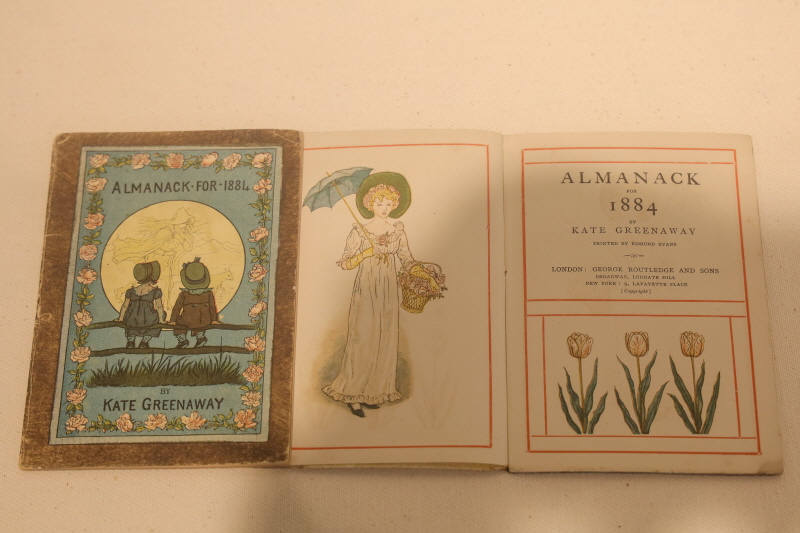 ALMANACK·FOR·1884
BY
KATE GREENAWAY
ALMANACK
FOR
1884
BY
KATE GREENAWAY
PRINTED BY EDMUND EVANS
LONDON: GEORGE ROUTLEDGE AND SONS
BROADWAY, LUDGATE HILL
NEW YORK: 9, LAFAYETTE PLACE
[Copyright]